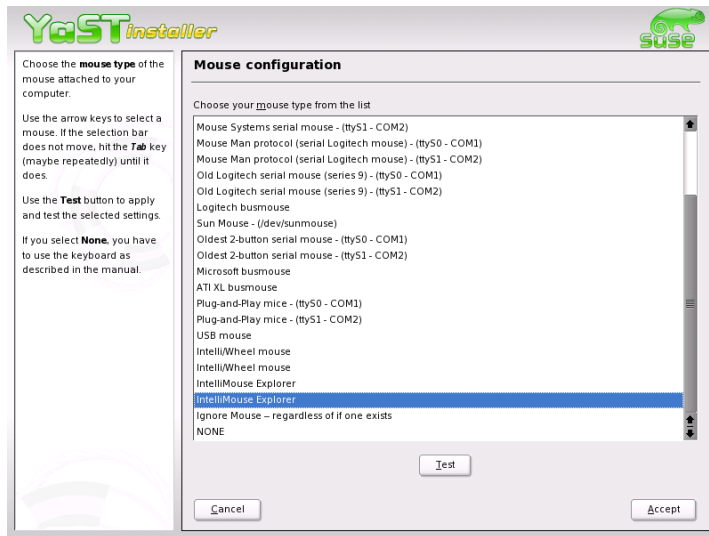 YaST installer
SUSE
Choose the mouse type of the
mouse attached to your
computer.
Use the arrow keys to select a
mouse. If the selection bar
does not move, hit the Tab key
(maybe repeatedly) until it
does.
Use the Test button to apply
and test the selected settings.
If you select None, you have
to use the keyboard as
described in the manual.
Mouse configuration
Choose your mouse type from the list
Mouse Systems serial mouse - (ttyS1 - COM2)
Mouse Man protocol (serial Logitech mouse) - (ttyS0 - COM1)
Mouse Man protocol (serial Logitech mouse) - (ttyS1 - COM2)
Old Logitech serial mouse (series 9) - (ttyS0 - COM1)
Old Logitech serial mouse (series 9) - (ttyS1 - COM2)
Logitech busmouse
Sun Mouse - (/dev/sunmouse)
Oldest 2-button serial mouse - (ttyS0 - COM1)
Oldest 2-button serial mouse - (ttyS1 - COM2)
Microsoft busmouse
ATI XL busmouse
Plug-and-Play mice - (ttyS0 - COM1)
Plug-and-Play mice - (ttyS1 - COM2)
USB mouse
Intelli/Wheel mouse
Intelli/Wheel mouse
IntelliMouse Explorer
IntelliMouse Explorer
Ignore Mouse – regardless of if one exists
NONE
Test
Cancel
Accept